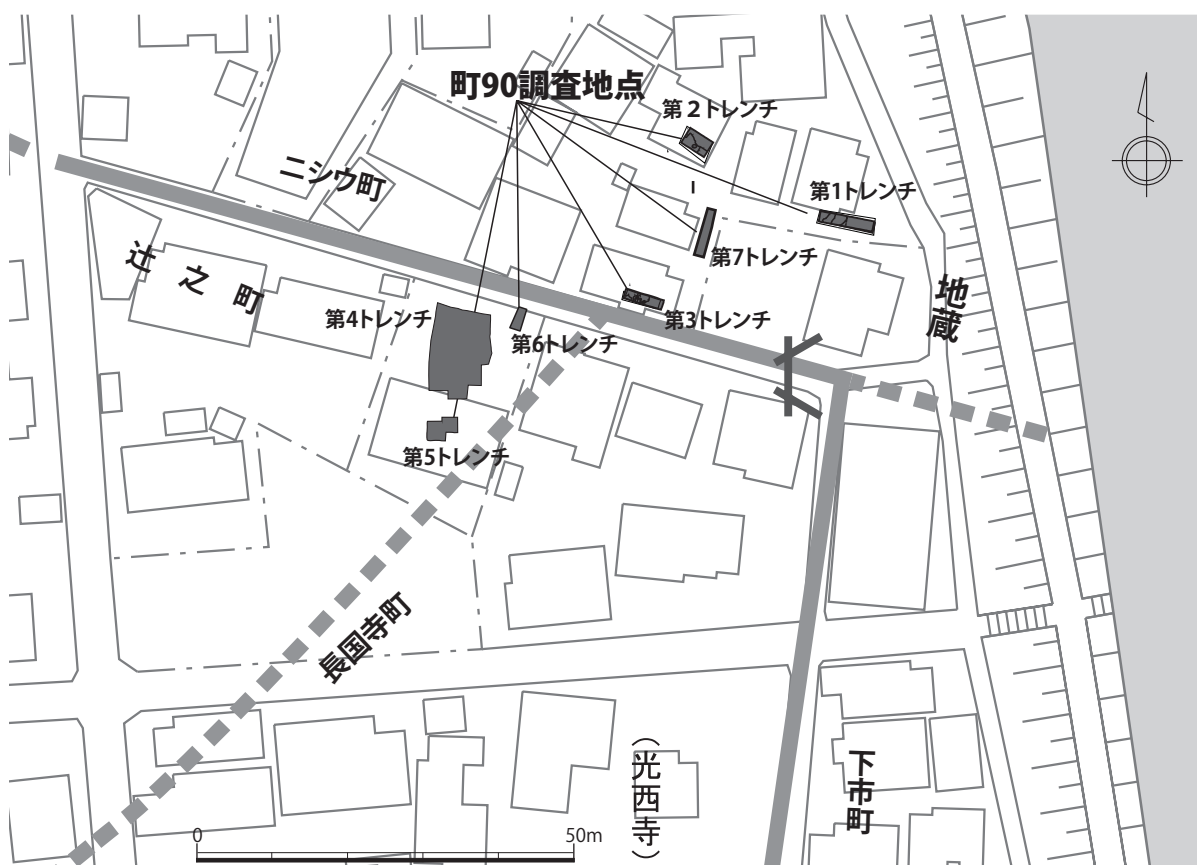 町90調査地点
第２トレンチ
ニシウ町
第1トレンチ
辻之町
第7トレンチ
地蔵
第4トレンチ
第6トレンチ
第3トレンチ
第5トレンチ
長国寺町
（光西寺）
下市町
0
50m